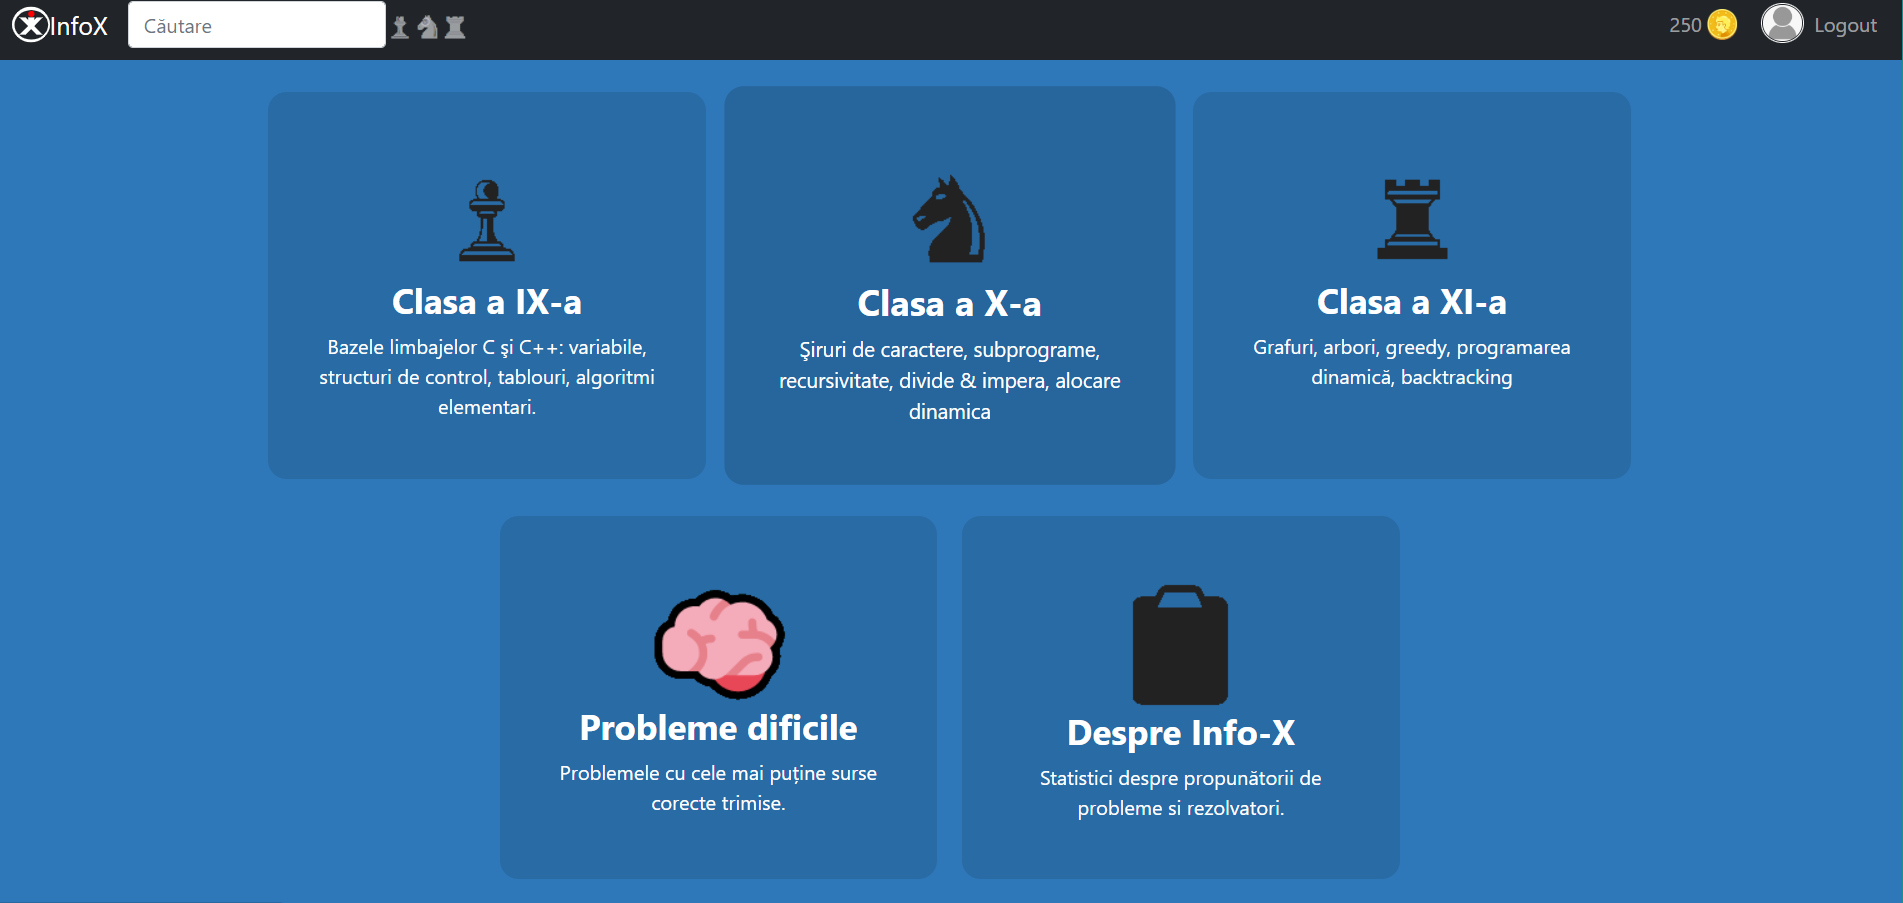 InfoX
Căutare
250
Logout
Clasa a IX-a
Bazele limbajelor C şi C++: variabile,
structuri de control, tablouri, algoritmi
elementari.
Clasa a X-a
Şiruri de caractere, subprograme,
recursivitate, divide & impera, alocare
dinamica
Clasa a XI-a
Grafuri, arbori, greedy, programarea
dinamică, backtracking
Probleme dificile
Problemele cu cele mai puține surse
corecte trimise.
Despre Info-X
Statistici despre propunătorii de
probleme si rezolvatori.